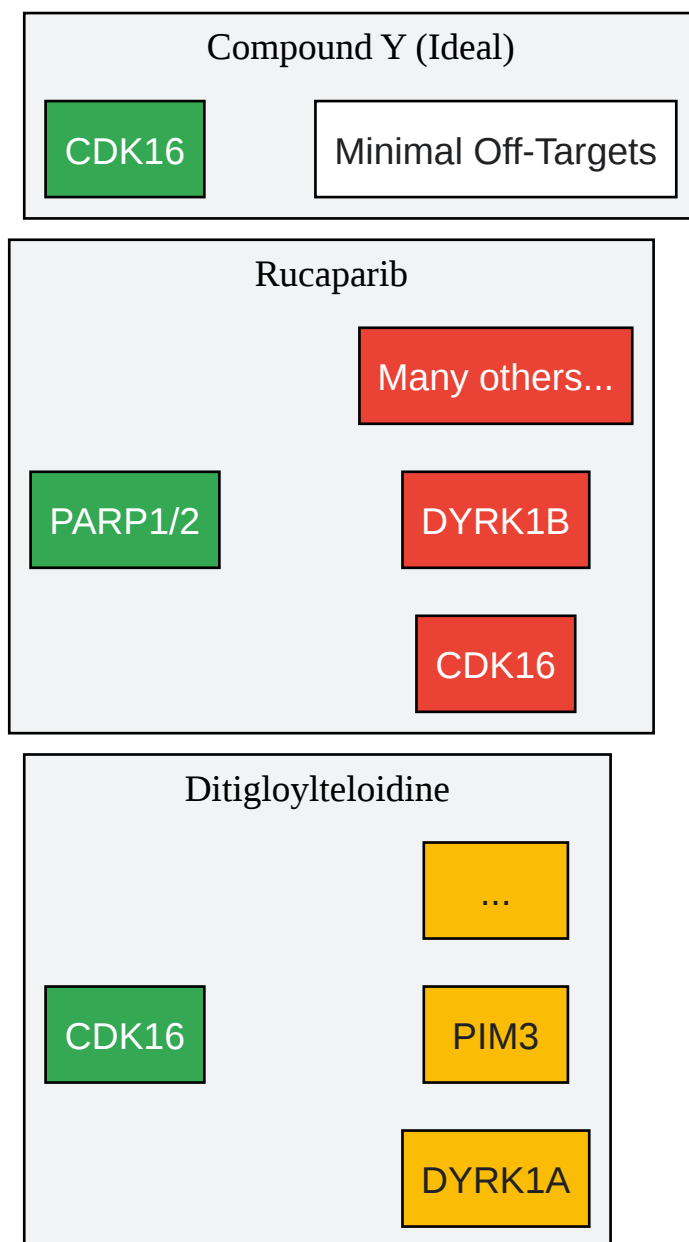 Compound Y (Ideal)
CDK16
Minimal Off-Targets
Rucaparib
Many others...
PARP1/2
DYRK1B
CDK16
Ditigloylteloidine
...
CDK16
PIM3
DYRK1A